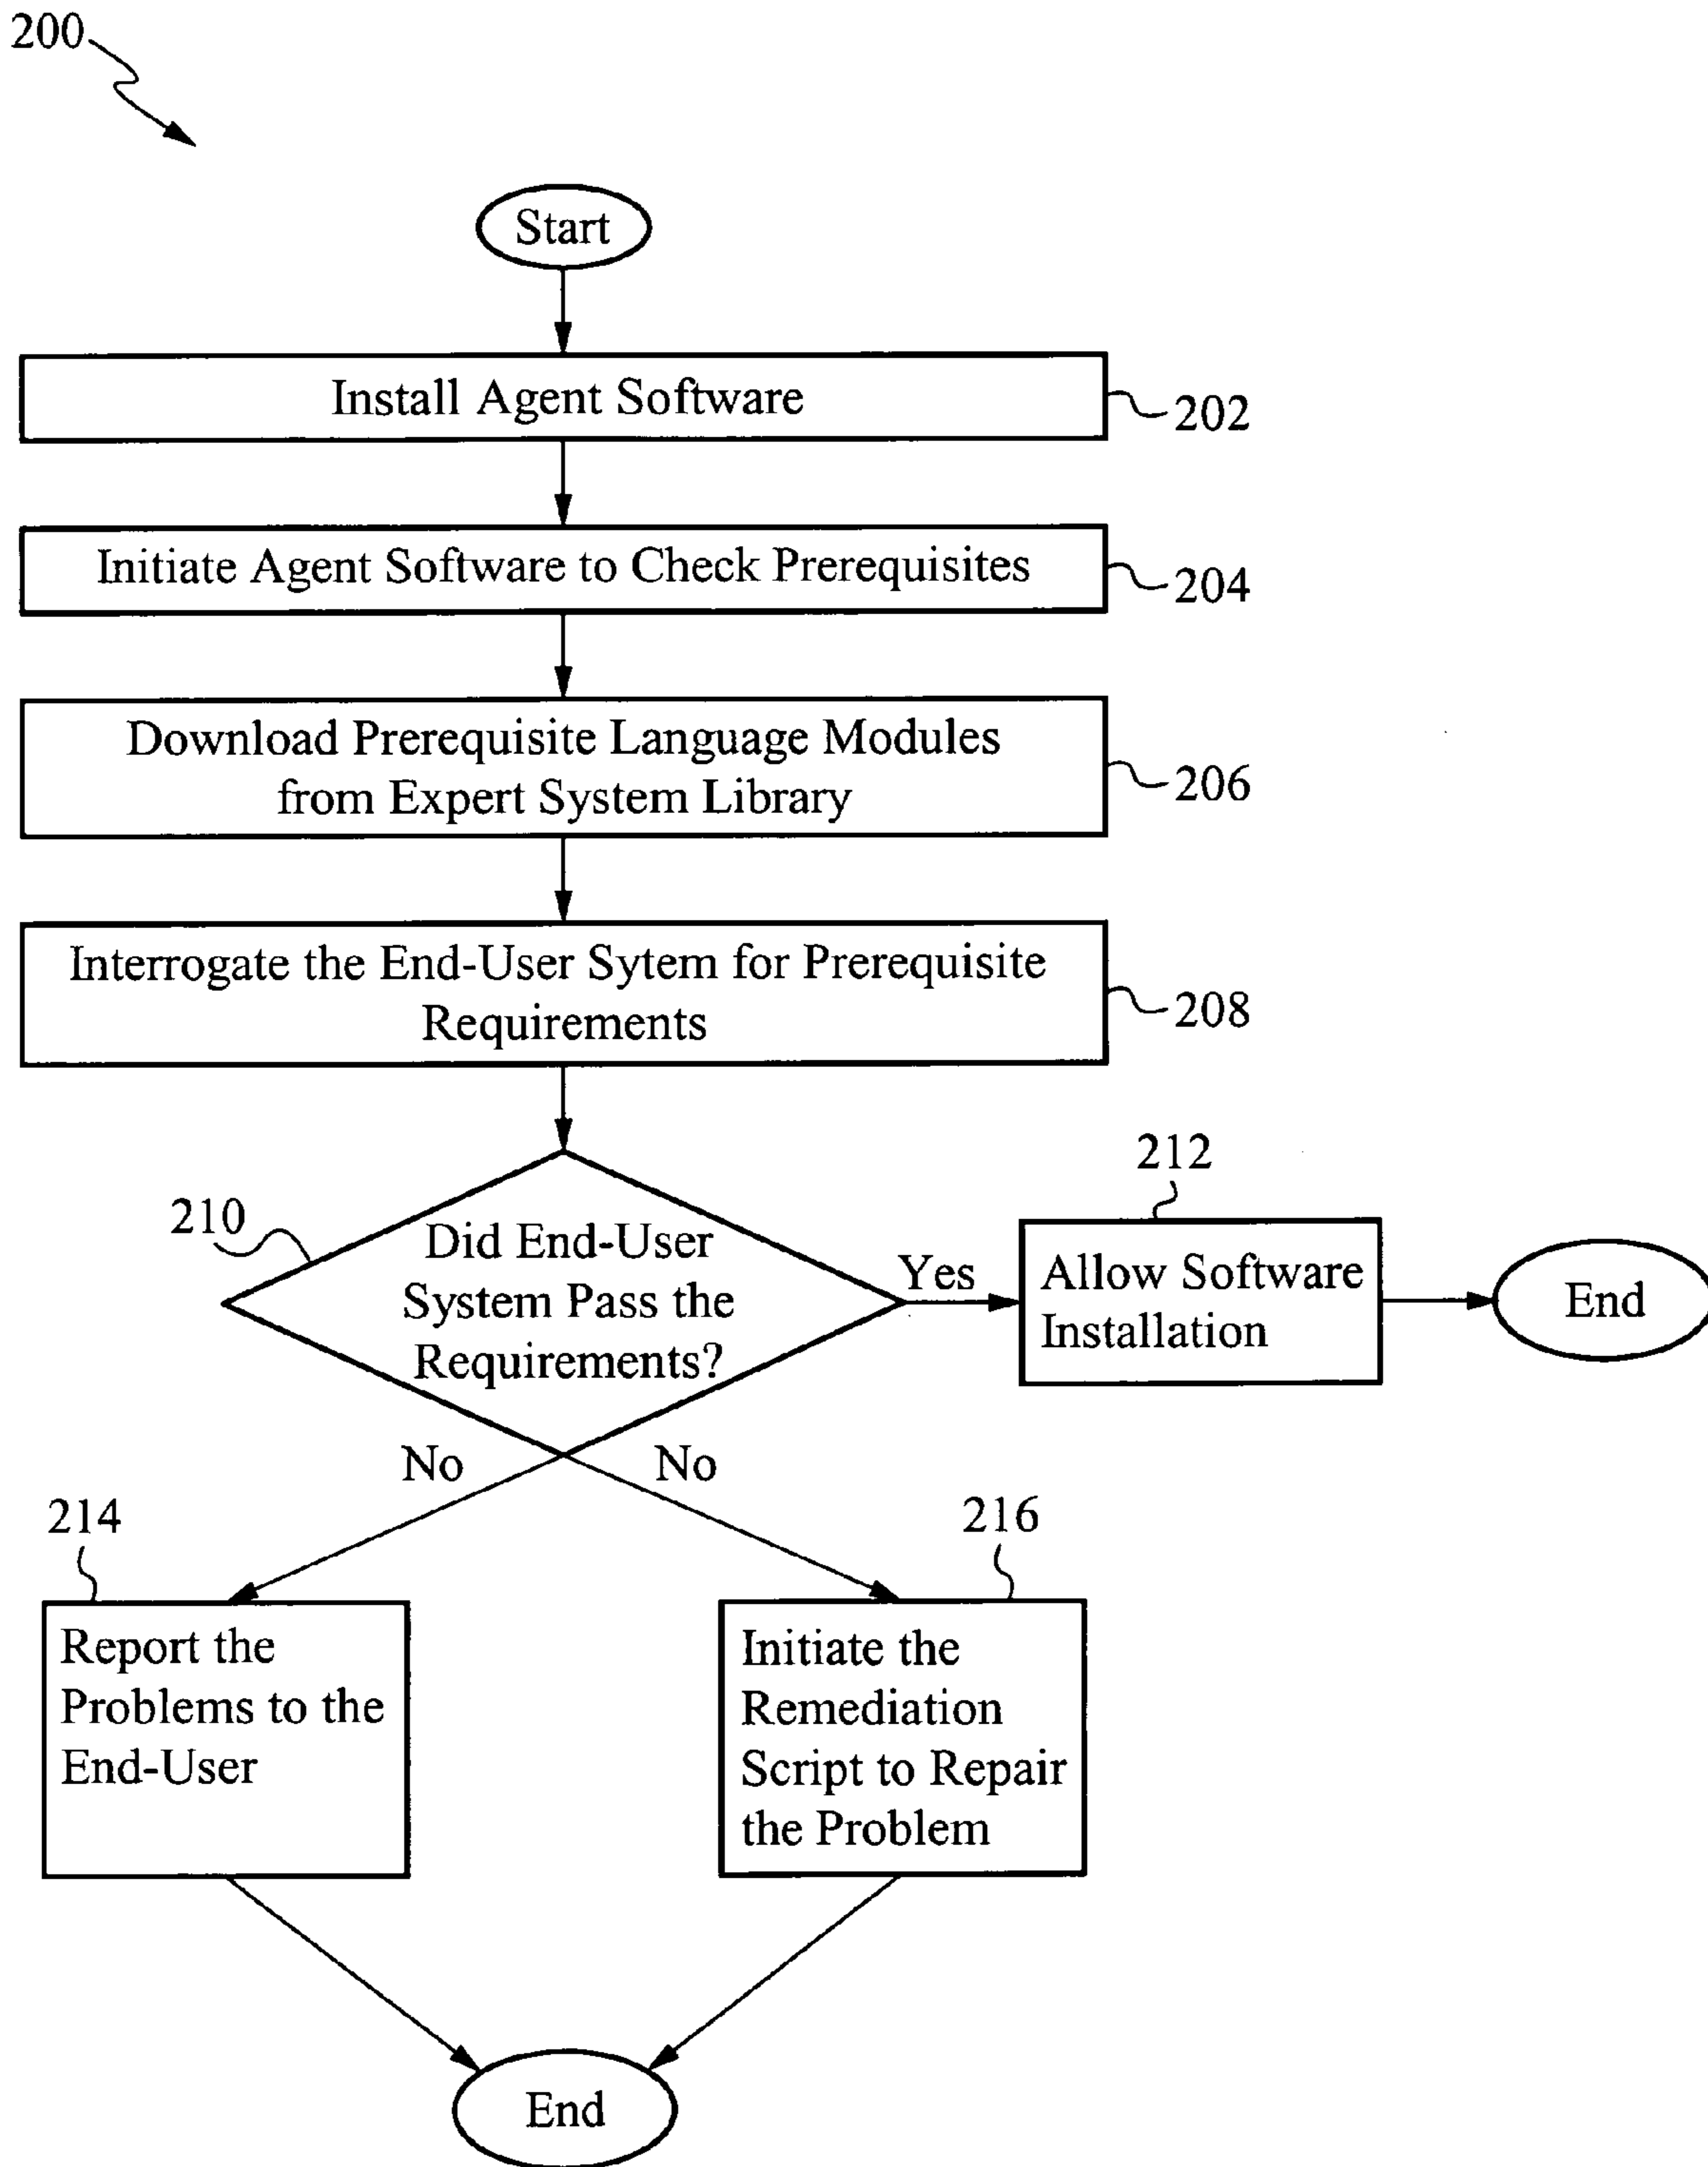 200
Start
Install Agent Software
202
Initiate Agent Software to Check Prerequisites
204
Download Prerequisite Language Modules
from Expert System Library
206
Interrogate the End-User Sytem for Prerequisite
Requirements
208
210
Did End-User
System Pass the
Requirements?
Yes
212
Allow Software
Installation
End
No
No
214
Report the
Problems to the
End-User
216
Initiate the
Remediation
Script to Repair
the Problem
End